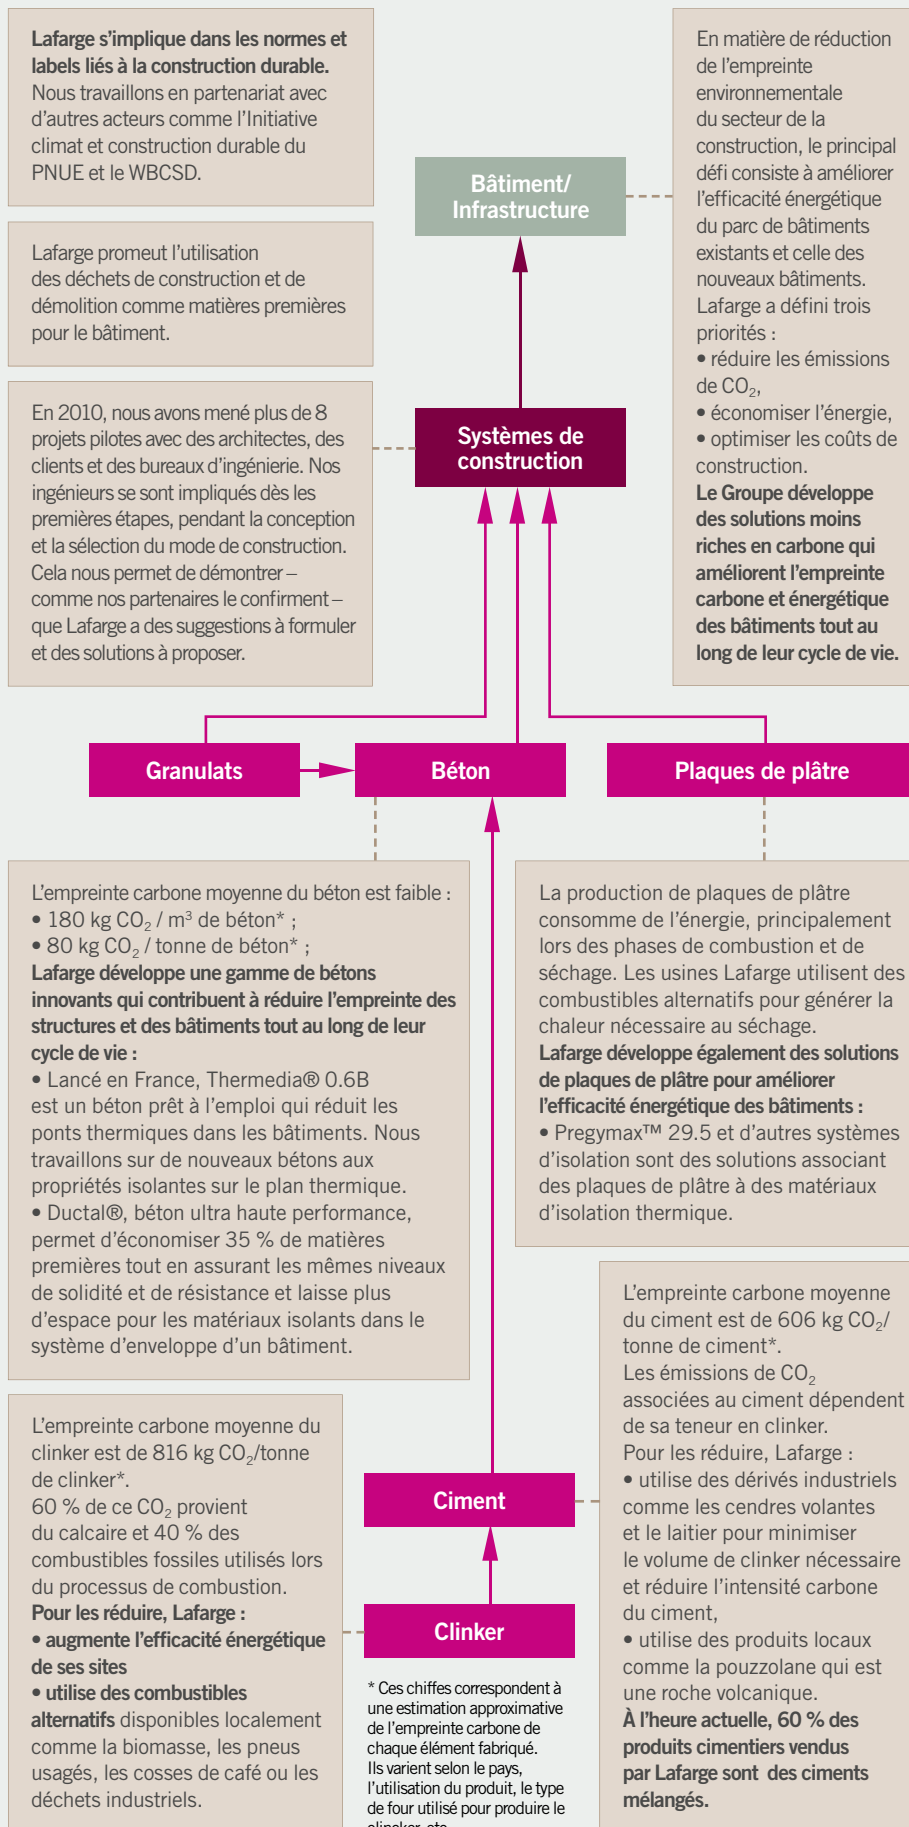 Lafarge s’implique dans les normes et
labels liés à la construction durable.
Nous travaillons en partenariat avec
d’autres acteurs comme l’Initiative
climat et construction durable du
PNUE et le WBCSD.
Lafarge promeut l’utilisation
des déchets de construction et de
démolition comme matières premières
pour le bâtiment.
En 2010, nous avons mené plus de 8
projets pilotes avec des architectes, des
clients et des bureaux d’ingénierie. Nos
ingénieurs se sont impliqués dès les
premières étapes, pendant la conception
et la sélection du mode de construction.
Cela nous permet de démontrer –
comme nos partenaires le confirment –
que Lafarge a des suggestions à formuler
et des solutions à proposer.
Bâtiment/
Infrastructure
Systèmes de
construction
En matière de réduction
de l’empreinte
environnementale
du secteur de la
construction, le principal
défi consiste à améliorer
l’efficacité énergétique
du parc de bâtiments
existants et celle des
nouveaux bâtiments.
Lafarge a défini trois
priorités :
• réduire les émissions
de CO₂,
• économiser l’énergie,
• optimiser les coûts de
construction.
Le Groupe développe
des solutions moins
riches en carbone qui
améliorent l’empreinte
carbone et énergétique
des bâtiments tout au
long de leur cycle de vie.
Granulats
Béton
Plaques de plâtre
L’empreinte carbone moyenne du béton est faible :
• 180 kg CO₂ / m³ de béton* ;
• 80 kg CO₂ / tonne de béton* ;
Lafarge développe une gamme de bétons
innovants qui contribuent à réduire l’empreinte des
structures et des bâtiments tout au long de leur
cycle de vie :
• Lancé en France, Thermedia® 0.6B
est un béton prêt à l’emploi qui réduit les
ponts thermiques dans les bâtiments. Nous
travaillons sur de nouveaux bétons aux
propriétés isolantes sur le plan thermique.
• Ductal®, béton ultra haute performance,
permet d’économiser 35 % de matières
premières tout en assurant les mêmes niveaux
de solidité et de résistance et laisse plus
d’espace pour les matériaux isolants dans le
système d’enveloppe d’un bâtiment.
La production de plaques de plâtre
consomme de l’énergie, principalement
lors des phases de combustion et de
séchage. Les usines Lafarge utilisent des
combustibles alternatifs pour générer la
chaleur nécessaire au séchage.
Lafarge développe également des solutions
de plaques de plâtre pour améliorer
l’efficacité énergétique des bâtiments :
• Pregymax™ 29.5 et d’autres systèmes
d’isolation sont des solutions associant
des plaques de plâtre à des matériaux
d’isolation thermique.
L’empreinte carbone moyenne du
clinker est de 816 kg CO₂/tonne
de clinker*.
60 % de ce CO₂ provient
du calcaire et 40 % des
combustibles fossiles utilisés lors
du processus de combustion.
Pour les réduire, Lafarge :
• augmente l’efficacité énergétique
de ses sites
• utilise des combustibles
alternatifs disponibles localement
comme la biomasse, les pneus
usagés, les cosses de café ou les
déchets industriels.
Ciment
Clinker
* Ces chiffes correspondent à
une estimation approximative
de l’empreinte carbone de
chaque élément fabriqué.
Ils varient selon le pays,
l’utilisation du produit, le type
de four utilisé pour produire le
L’empreinte carbone moyenne
du ciment est de 606 kg CO₂/
tonne de ciment*.
Les émissions de CO₂
associées au ciment dépendent
de sa teneur en clinker.
Pour les réduire, Lafarge :
• utilise des dérivés industriels
comme les cendres volantes
et le laitier pour minimiser
le volume de clinker nécessaire
et réduire l’intensité carbone
du ciment,
• utilise des produits locaux
comme la pouzzolane qui est
une roche volcanique.
À l’heure actuelle, 60 % des
produits cimentiers vendus
par Lafarge sont des ciments
mélangés.